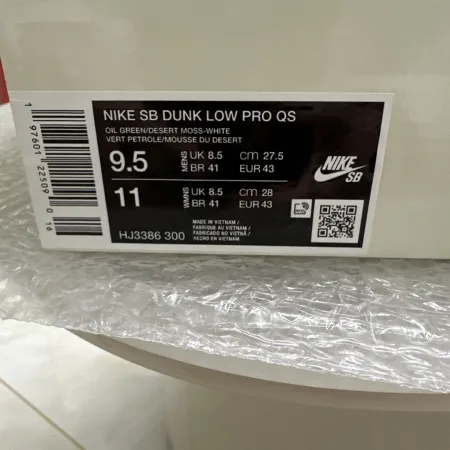 NIKE SB DUNK LOW PRO QS
OIL GREEN/DESERT MOSS-WHITE
VERT PETROLE/MOUSSE DU DESERT
9.5 MENS UK 8.5 cm 27.5
BR 41 EUR 43
11 WMNS UK 8.5 cm 28
BR 41 EUR 43
HJ3386 300
MADE IN VIETNAM /
FABRIQUE AU VIETNAM /
FABRICADO NO VIETNÃ /
HECHO EN VIETNAM
NIKE
SB
1 97601 22509 0 16